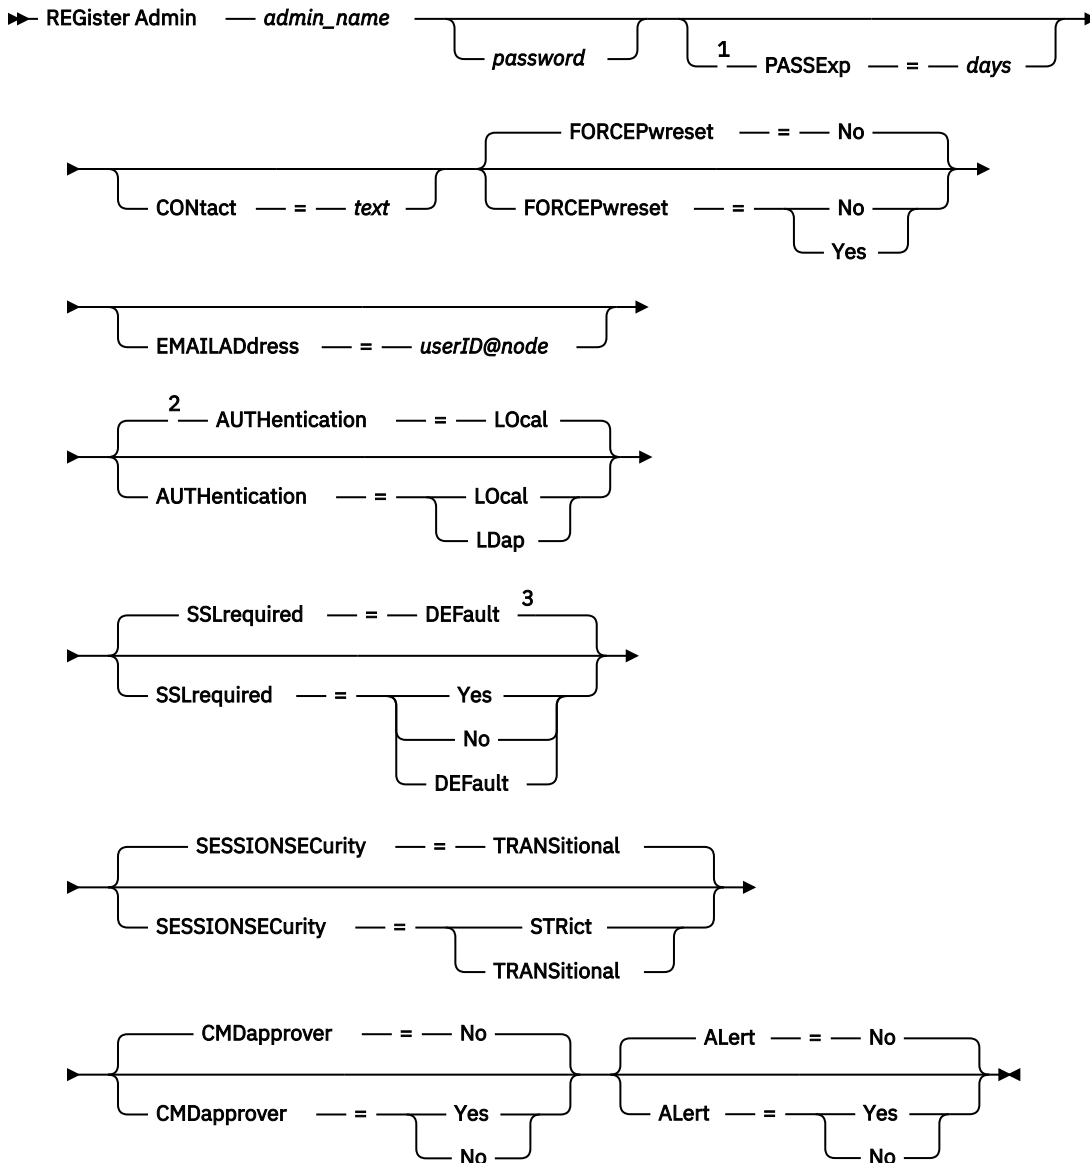 REGister Admin admin_name
password
1 PASSExp = days
FORCEPwreset = No
CONtact = text
FORCEPwreset = No
Yes
EMAILADdress = userID@node
2 AUTHentication = LOcal
AUTHentication = LOcal
LDap
SSLrequired = DEFault 3
SSLrequired = Yes
No
DEFault
SESSIONSECurity = TRANSitional
SESSIONSECurity = STRict
TRANSitional
CMDapprover = No
ALert = No
CMDapprover = Yes
No
ALert = Yes
No